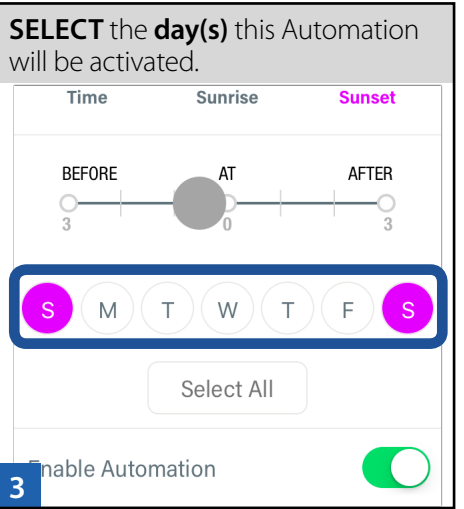 SELECT the day(s) this Automation
will be activated.
Time Sunrise Sunset
BEFORE AT AFTER
3 0 3
S M T W T F S
Select All
Enable Automation
3